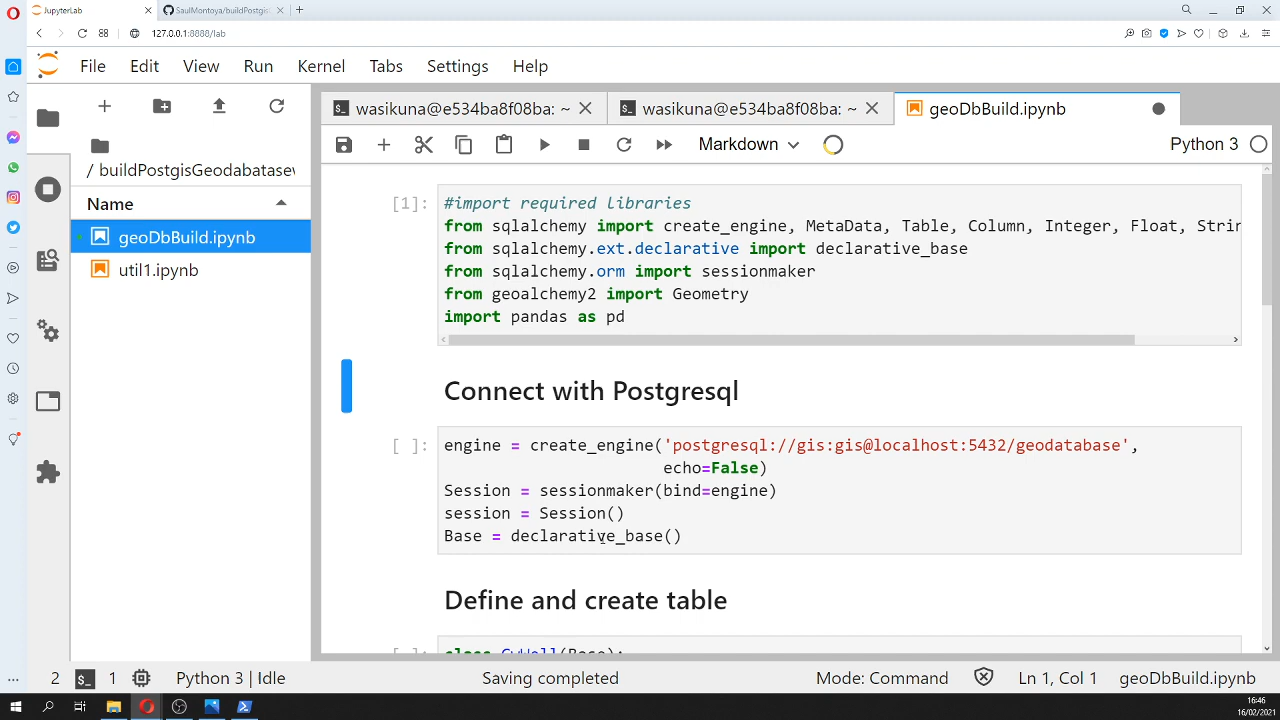 JupyterLab
SaulMontoya/buildPostgis
127.0.0.1:8888/lab
File Edit View Run Kernel Tabs Settings Help
wasikuna@e534ba8f08ba: ~
wasikuna@e534ba8f08ba: ~
geoDbBuild.ipynb
Markdown
Python 3
/ buildPostgisGeodabatasev
Name
geoDbBuild.ipynb
util1.ipynb
[1]:
#import required libraries
from sqlalchemy import create_engine, MetaData, Table, Column, Integer, Float, Strin
from sqlalchemy.ext.declarative import declarative_base
from sqlalchemy.orm import sessionmaker
from geoalchemy2 import Geometry
import pandas as pd
Connect with Postgresql
[ ]:
engine = create_engine('postgresql://gis:gis@localhost:5432/geodatabase',
echo=False)
Session = sessionmaker(bind=engine)
session = Session()
Base = declarative_base()
Define and create table
[ ]:
class GwWell(Base):
2 $_ 1 Python 3 | Idle Saving completed Mode: Command Ln 1, Col 1 geoDbBuild.ipynb
16:46
16/02/2021